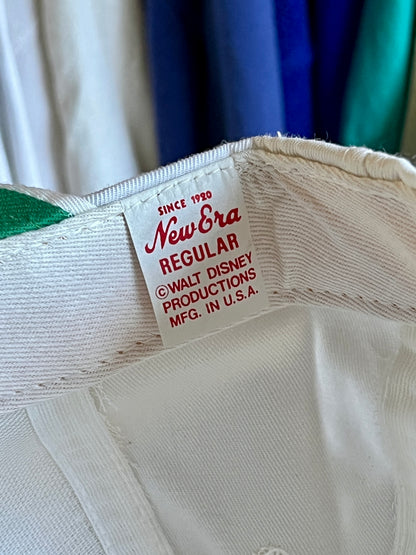 SINCE 1920
New Era
REGULAR
©WALT DISNEY
PRODUCTIONS
MFG. IN U.S.A.